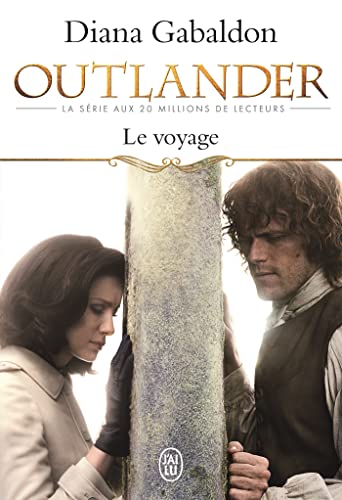 Diana Gabaldon
OUTLANDER
LA SÉRIE AUX 20 MILLIONS DE LECTEURS
Le voyage
J'AI
LU